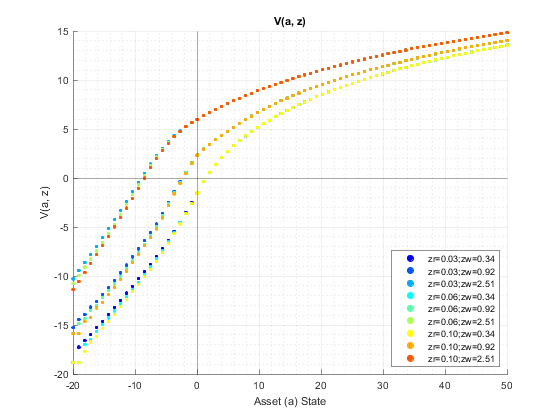 V(a, z)
15
10
5
0
-5
-10
-15
-20
V(a, z)
-20
-10
0
10
20
30
40
50
Asset (a) State
zr=0.03;zw=0.34
zr=0.03;zw=0.92
zr=0.03;zw=2.51
zr=0.06;zw=0.34
zr=0.06;zw=0.92
zr=0.06;zw=2.51
zr=0.10;zw=0.34
zr=0.10;zw=0.92
zr=0.10;zw=2.51